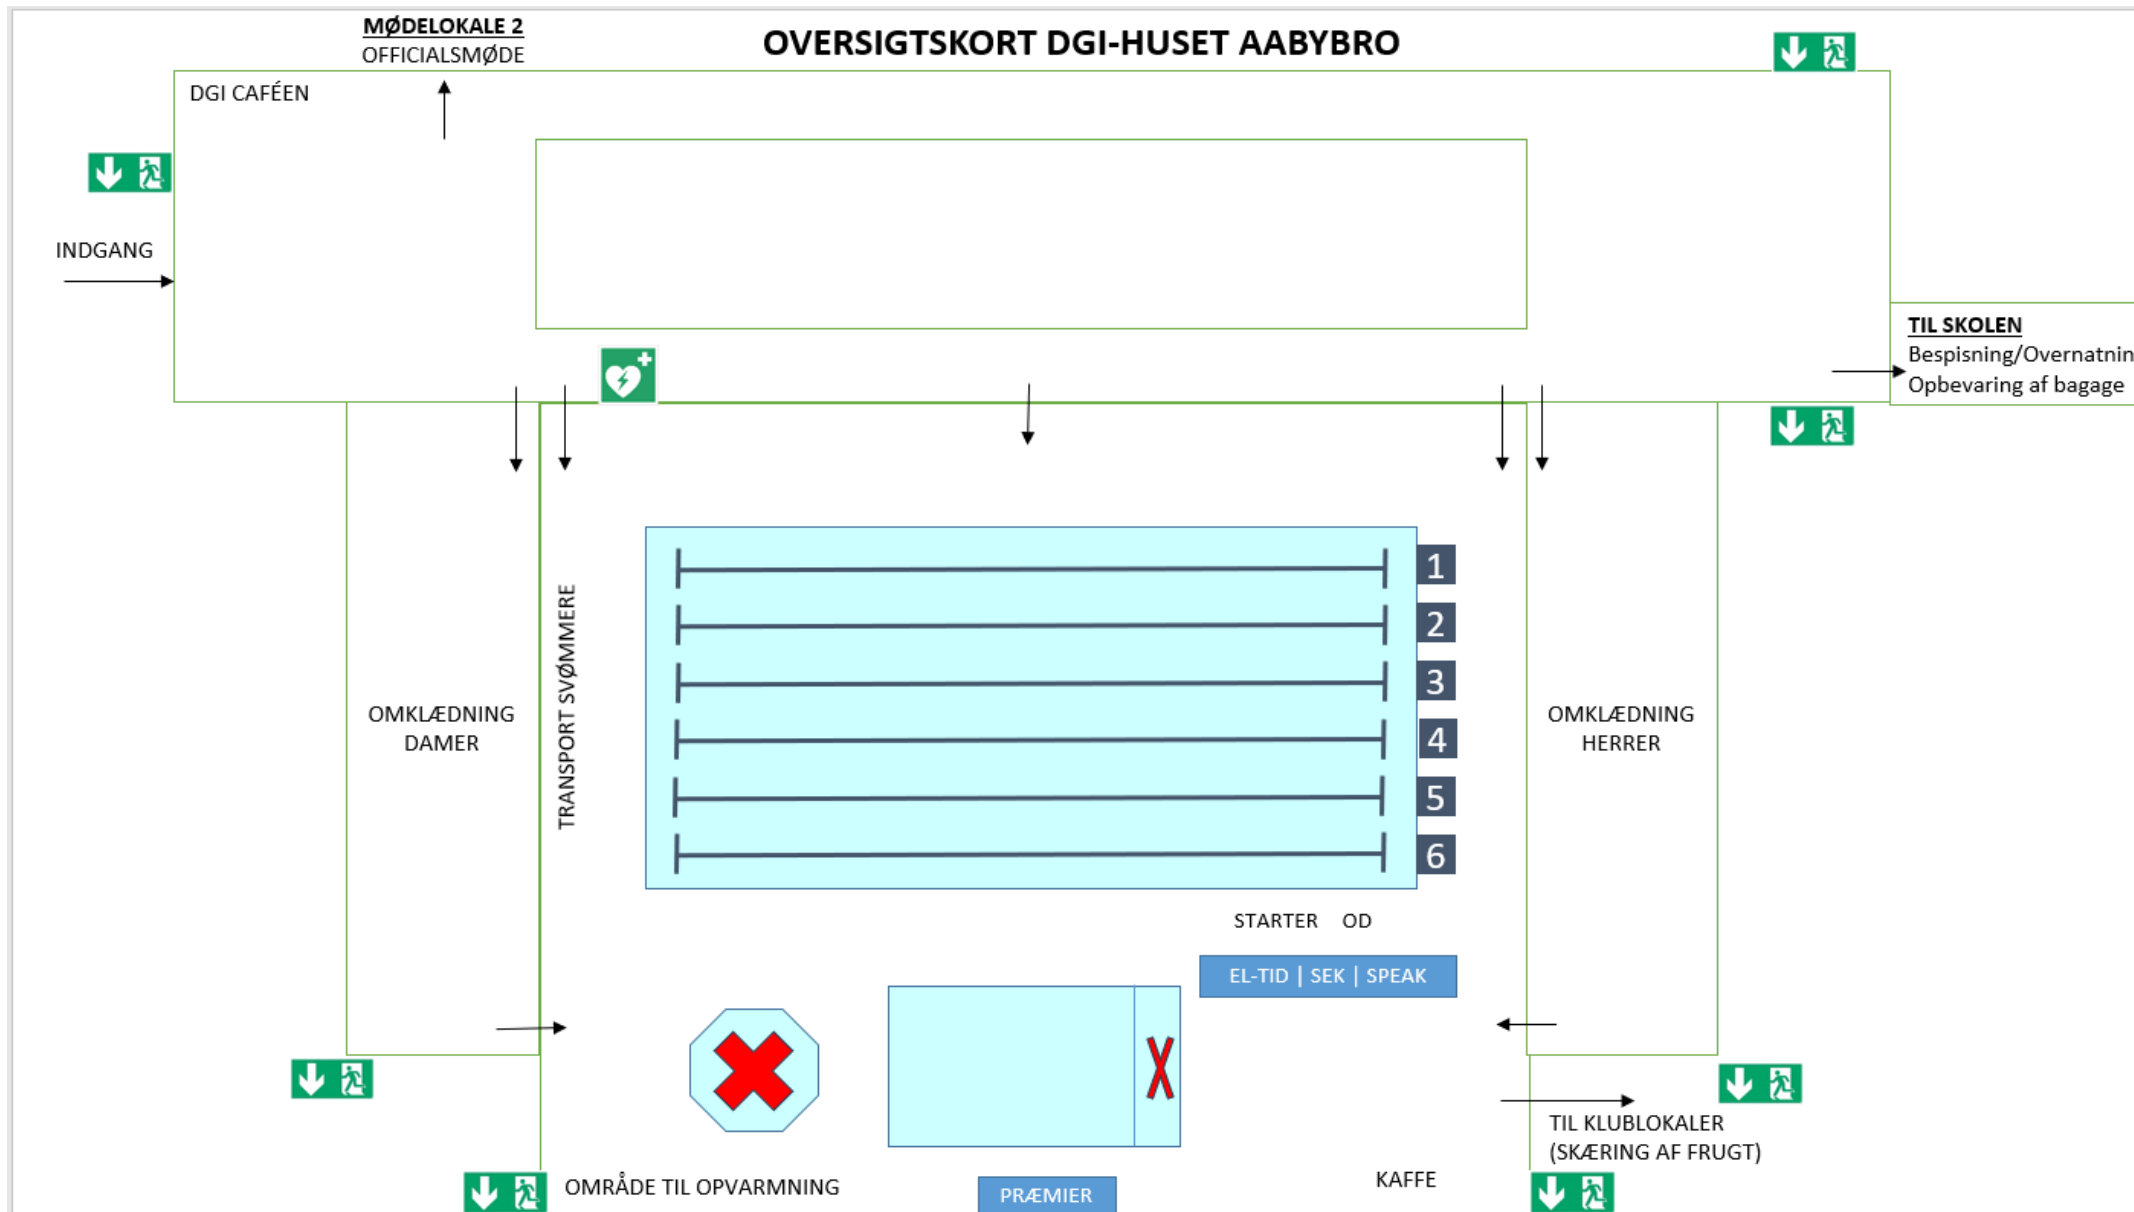 MØDELOKALE 2
OFFICIALSMØDE
OVERSIGTSKORT DGI-HUSET AABYBRO
DGI CAFÉEN
INDGANG
TIL SKOLEN
Bespisning/Overnatnin
Opbevaring af bagage
TRANSPORT SVØMMERE
OMKLÆDNING
DAMER
1
2
3
4
5
6
OMKLÆDNING
HERRER
STARTER OD
EL-TID | SEK | SPEAK
TIL KLUBLOKALER
(SKÆRING AF FRUGT)
OMRÅDE TIL OPVARMNING
PRÆMIER
KAFFE